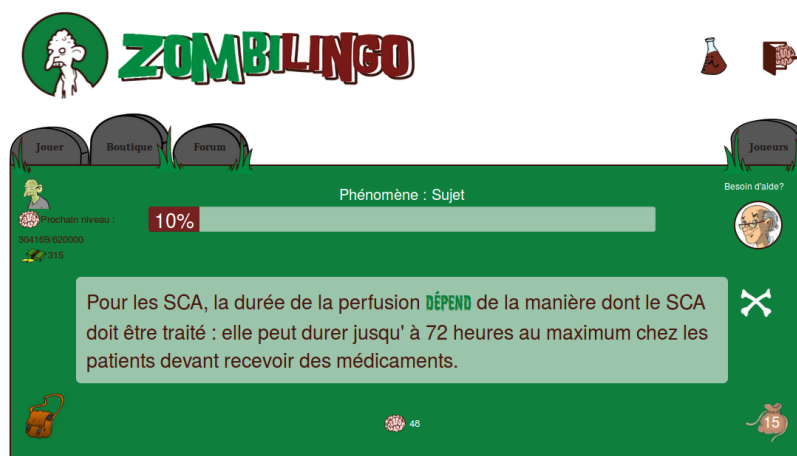 ZOMBILINGO
Jouer
Boutique
Forum
Joueurs
Besoin d'aide?
Phénomène : Sujet
Prochain niveau :
10%
304169/620000
315
Pour les SCA, la durée de la perfusion DÉPEND de la manière dont le SCA
doit être traité : elle peut durer jusqu' à 72 heures au maximum chez les
patients devant recevoir des médicaments.
48
15